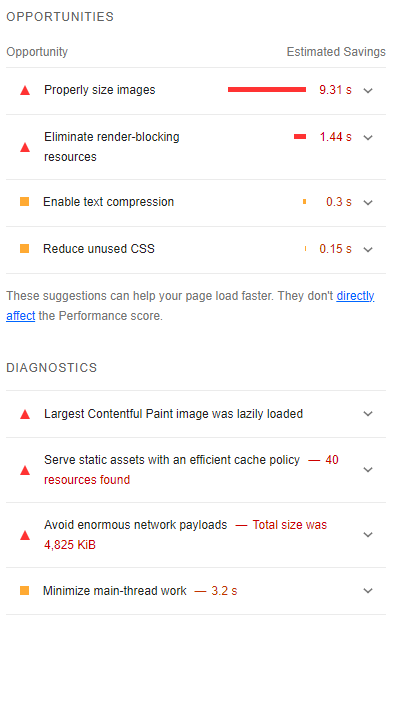 OPPORTUNITIES
Opportunity Estimated Savings
Properly size images 9.31 s
Eliminate render-blocking 1.44 s
resources
Enable text compression 0.3 s
Reduce unused CSS 0.15 s
These suggestions can help your page load faster. They don't directly
affect the Performance score.
DIAGNOSTICS
Largest Contentful Paint image was lazily loaded
Serve static assets with an efficient cache policy — 40
resources found
Avoid enormous network payloads — Total size was
4,825 KiB
Minimize main-thread work — 3.2 s